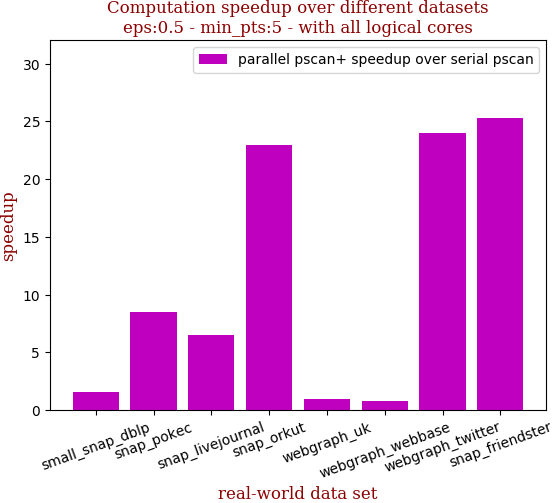 Computation speedup over different datasets
eps:0.5 - min_pts:5 - with all logical cores
parallel pscan+ speedup over serial pscan
speedup
30
25
20
15
10
5
0
small_snap_dblp
snap_pokec
snap_livejournal
snap_orkut
webgraph_uk
webgraph_webbase
webgraph_twitter
snap_friendster
real-world data set